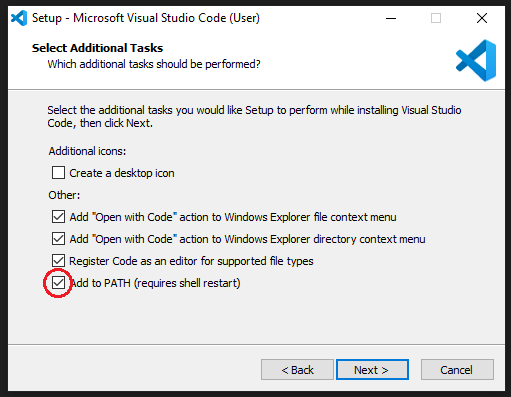 Setup - Microsoft Visual Studio Code (User)
Select Additional Tasks
Which additional tasks should be performed?
Select the additional tasks you would like Setup to perform while installing Visual Studio
Code, then click Next.
Additional icons:
Create a desktop icon
Other:
Add "Open with Code" action to Windows Explorer file context menu
Add "Open with Code" action to Windows Explorer directory context menu
Register Code as an editor for supported file types
Add to PATH (requires shell restart)
< Back
Next >
Cancel